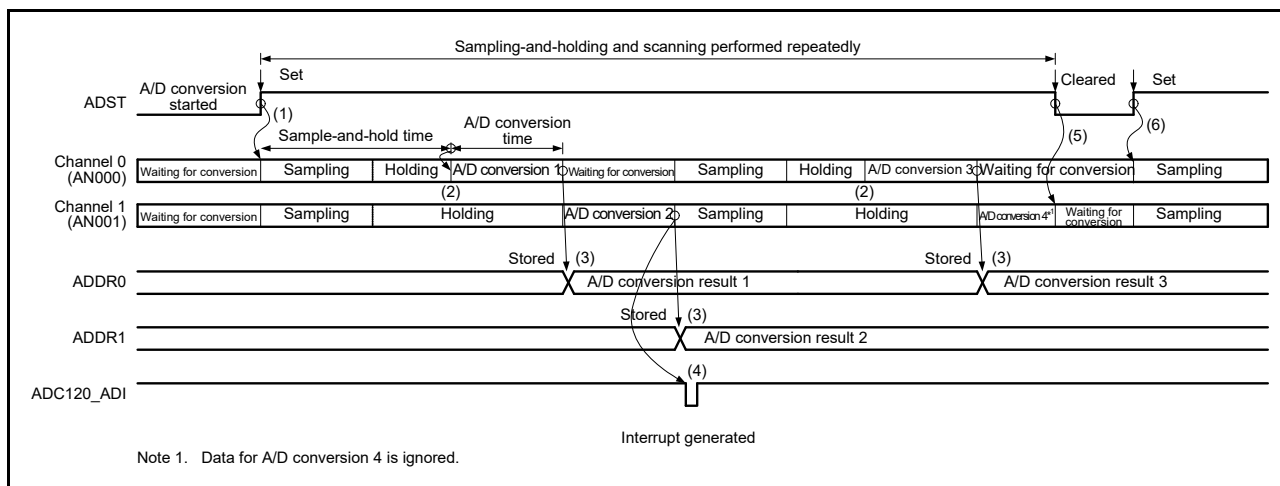 Sampling-and-holding and scanning performed repeatedly
ADST
A/D conversion
started
Set
Cleared
Set
(1)
Sample-and-hold time
A/D conversion
time
(5)
(6)
Channel 0
(AN000)
Waiting for conversion
Sampling
Holding
A/D conversion 1
Waiting for conversion
Sampling
Holding
A/D conversion 3
Waiting for conversion
Sampling
(2)
(2)
Channel 1
(AN001)
Waiting for conversion
Sampling
Holding
A/D conversion 2
Sampling
Holding
A/D conversion 4*1
Waiting for
conversion
Sampling
Stored
(3)
Stored
(3)
ADDR0
A/D conversion result 1
A/D conversion result 3
Stored
(3)
ADDR1
A/D conversion result 2
(4)
ADC120_ADI
Interrupt generated
Note 1. Data for A/D conversion 4 is ignored.